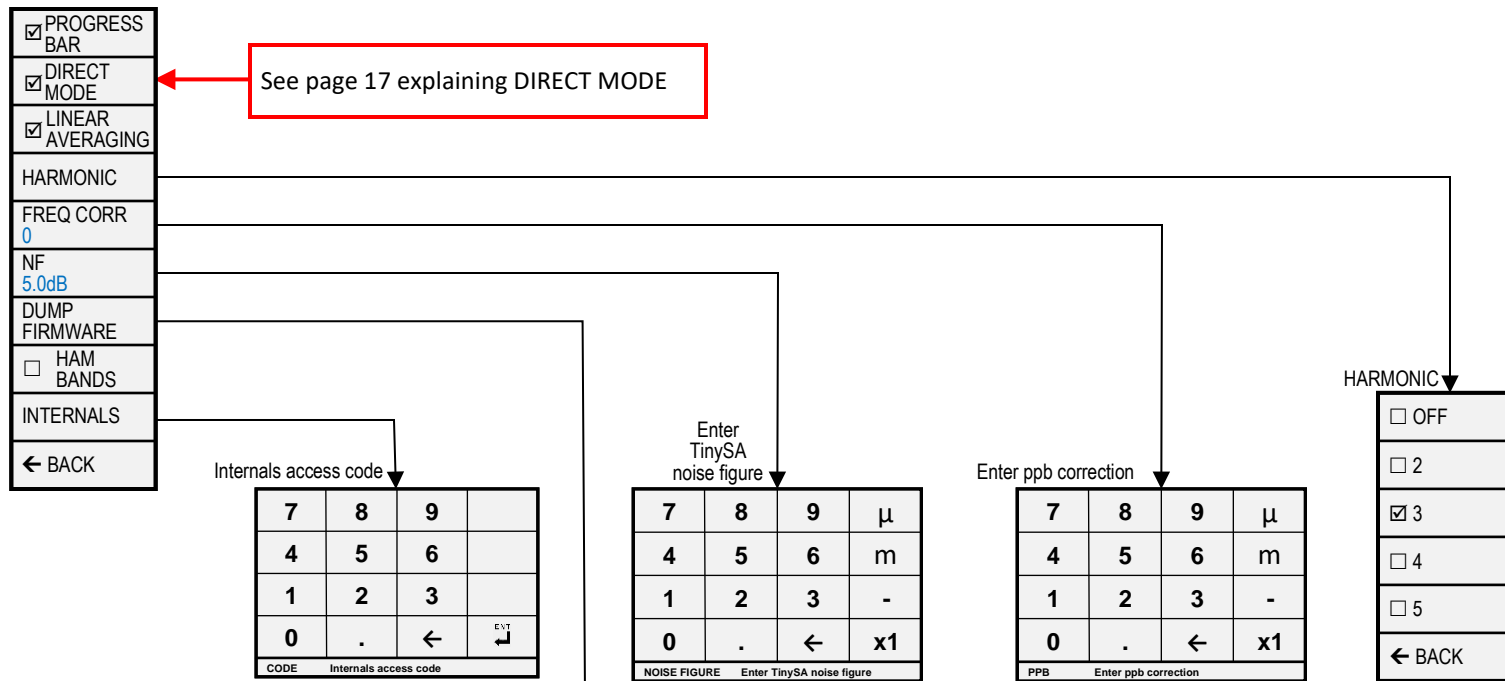 ☑ PROGRESS
BAR
☑ DIRECT
MODE
☑ LINEAR
AVERAGING
HARMONIC
FREQ CORR
0
NF
5.0dB
DUMP
FIRMWARE
☐ HAM
BANDS
INTERNALS
← BACK
See page 17 explaining DIRECT MODE
Internals access code
7 8 9
4 5 6
1 2 3
0 . ← ENT
CODE Internals access code
Enter
TinySA
noise figure
7 8 9 µ
4 5 6 m
1 2 3 -
0 . ← x1
NOISE FIGURE Enter TinySA noise figure
Enter ppb correction
7 8 9 µ
4 5 6 m
1 2 3 -
0 . ← x1
PPB Enter ppb correction
HARMONIC
☐ OFF
☐ 2
☑ 3
☐ 4
☐ 5
← BACK